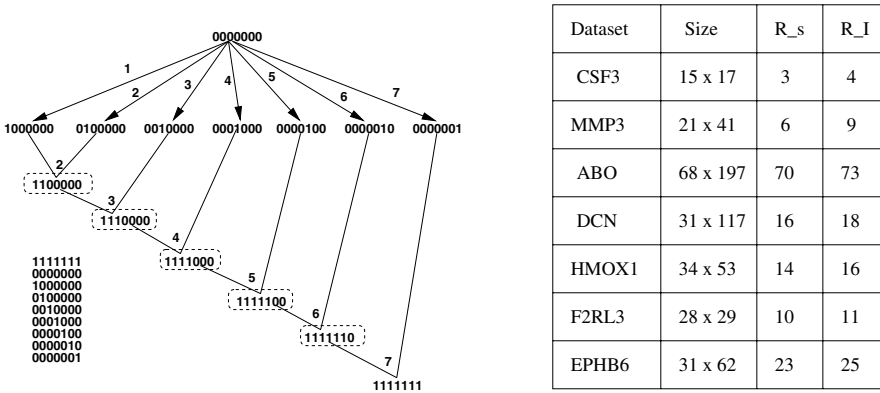 0000000
1 2 3 4 5 6 7
1000000 0100000 0010000 0001000 0000100 0000010 0000001
2
1100000
3
1110000
4
1111000
5
1111100
6
1111110
7
1111111
1111111
0000000
1000000
0100000
0010000
0001000
0000100
0000010
0000001
Dataset Size R_s R_I
CSF3 15 x 17 3 4
MMP3 21 x 41 6 9
ABO 68 x 197 70 73
DCN 31 x 117 16 18
HMOX1 34 x 53 14 16
F2RL3 28 x 29 10 11
EPHB6 31 x 62 23 25